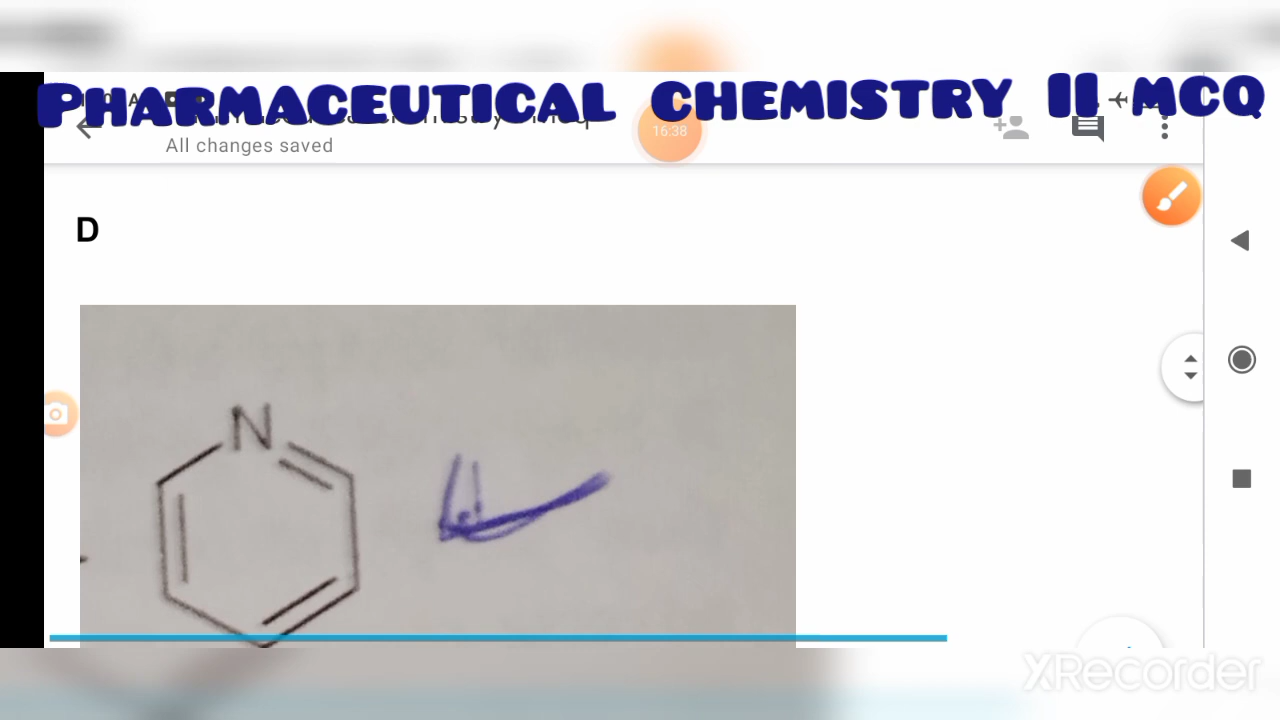 PHARMACEUTICAL CHEMISTRY II MCQ
16:38
All changes saved
D
N
XRecorder